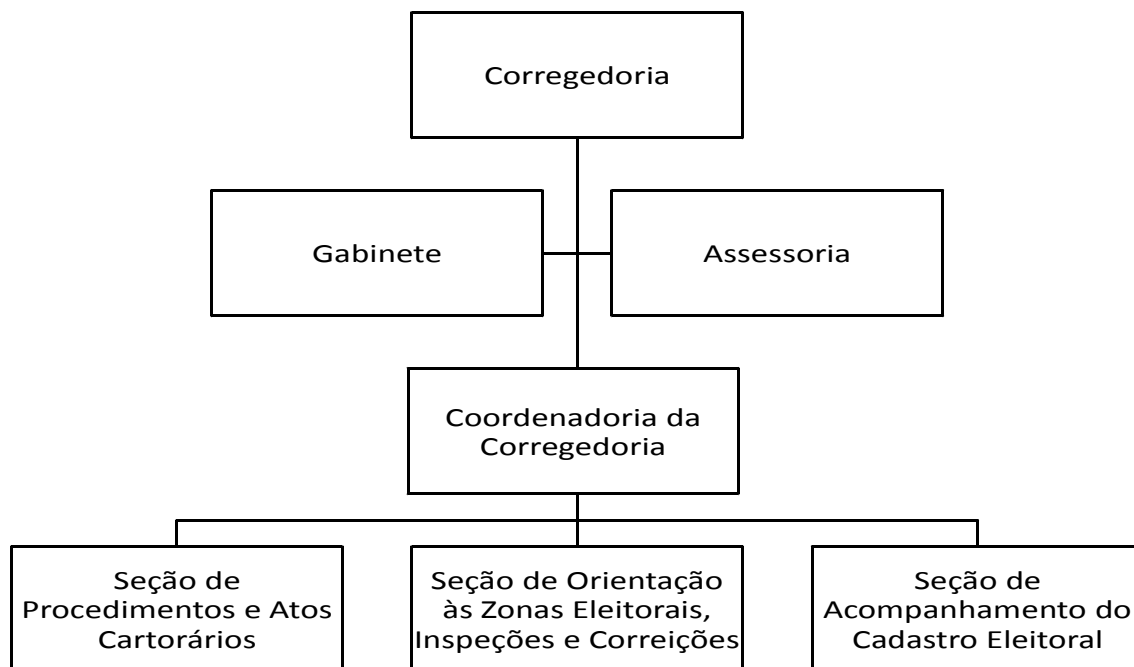 Corregedoria
Gabinete
Assessoria
Coordenadoria da
Corregedoria
Seção de
Procedimentos e Atos
Cartorários
Seção de Orientação
às Zonas Eleitorais,
Inspeções e Correições
Seção de
Acompanhamento do
Cadastro Eleitoral